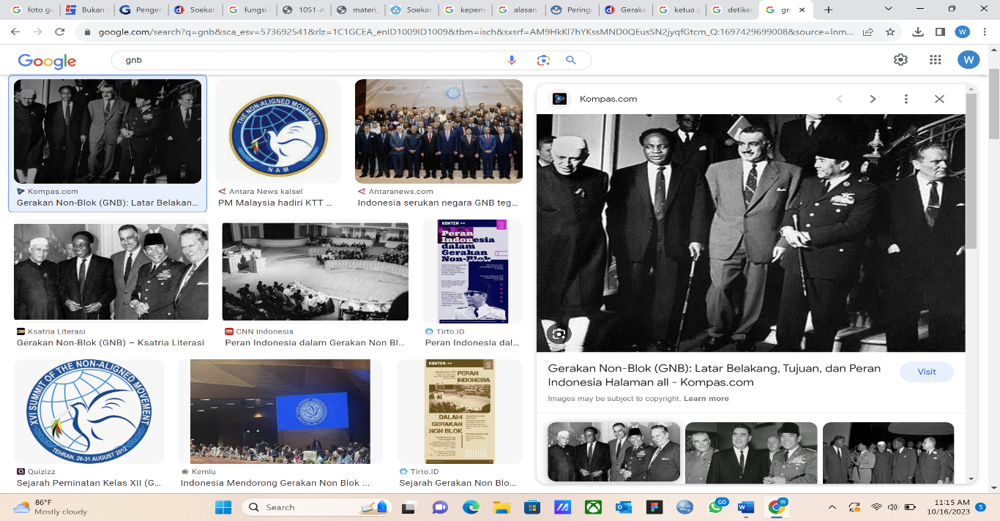 foto gu
Bukan
Penger
Soekar
fungsi
1051-A
materi_
Soekar
kepem
alasan
Peringa
Geraka
ketua g
detikec
gn
google.com/search?q=gnb&sca_esv=573692541&rlz=1C1GCEA_enID1009ID1009&tbm=isch&sxsrf=AM9HkKl7hYKssMND0QEusSN2jyqfGtcm_Q:1697429699008&source=lnm...
W
Google
gnb
W
Kompas.com
Gerakan Non-Blok (GNB): Latar Belakan...
THE NON-ALIGNED MOVEMENT
NAM
Antara News kalsel
PM Malaysia hadiri KTT ...
Antaranews.com
Indonesia serukan negara GNB teg...
Ksatria Literasi
Gerakan Non-Blok (GNB) – Ksatria Literasi
CNN Indonesia
Peran Indonesia dalam Gerakan Non Bl...
KONTEN ++
Peran
Indonesia
dalam
Gerakan
Non-Blok
Tirto.ID
Peran Indonesia dal...
XVI SUMMIT OF THE NON-ALIGNED MOVEMENT
TEHRAN, 26-31 AUGUST 2012
Quizizz
Sejarah Peminatan Kelas XII (G...
Kemlu
Indonesia Mendorong Gerakan Non Blok ...
KONTEN ++
PERAN
INDONESIA
DALAM
GERAKAN
NON BLOK
Tirto.ID
Sejarah Gerakan Non Blo...
Kompas.com
Gerakan Non-Blok (GNB): Latar Belakang, Tujuan, dan Peran
Indonesia Halaman all - Kompas.com
Visit
Images may be subject to copyright. Learn more
86°F
Mostly cloudy
Search
60
W
11:15 AM
10/16/2023
5